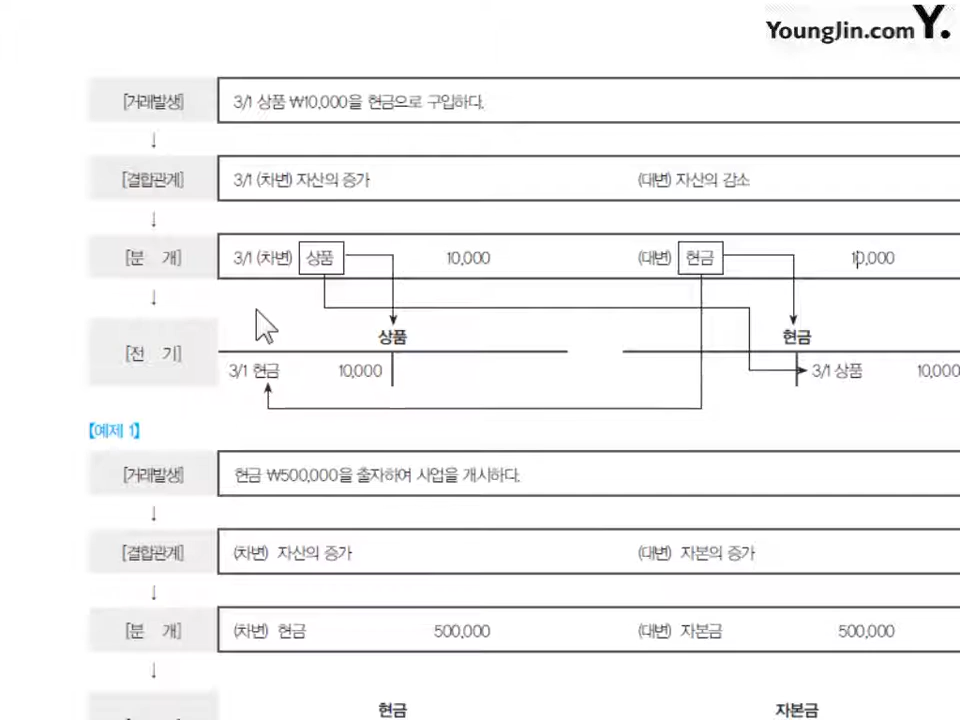 YoungJin.com Y.
[거래발생] 3/1 상품 ₩10,000을 현금으로 구입하다.
↓
[결합관계] 3/1 (차변) 자산의 증가 (대변) 자산의 감소
↓
[분 개] 3/1 (차변) 상품 10,000 (대변) 현금 10,000
↓
상품 현금
[전 기]
3/1 현금 10,000 3/1 상품 10,000
【예제 1】
[거래발생] 현금 ₩500,000을 출자하여 사업을 개시하다.
↓
[결합관계] (차변) 자산의 증가 (대변) 자본의 증가
↓
[분 개] (차변) 현금 500,000 (대변) 자본금 500,000
↓
현금 자본금